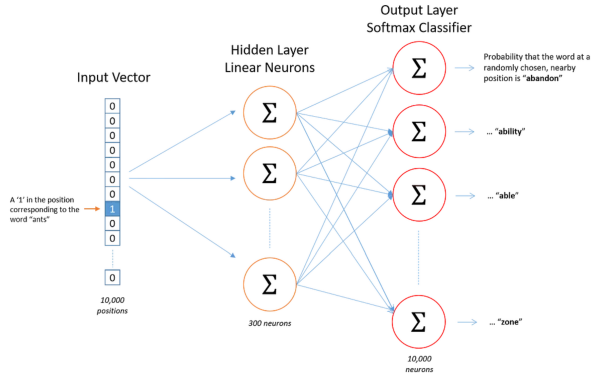 Output Layer
Softmax Classifier
Hidden Layer
Linear Neurons
Input Vector
Probability that the word at a
randomly chosen, nearby
position is “abandon”
0
0
0
0
0
0
0
1
0
0
0
A ‘1’ in the position
corresponding to the
word “ants”
10,000
positions
Σ
Σ
Σ
300 neurons
Σ
Σ
Σ
Σ
10,000
neurons
... “ability”
... “able”
... “zone”